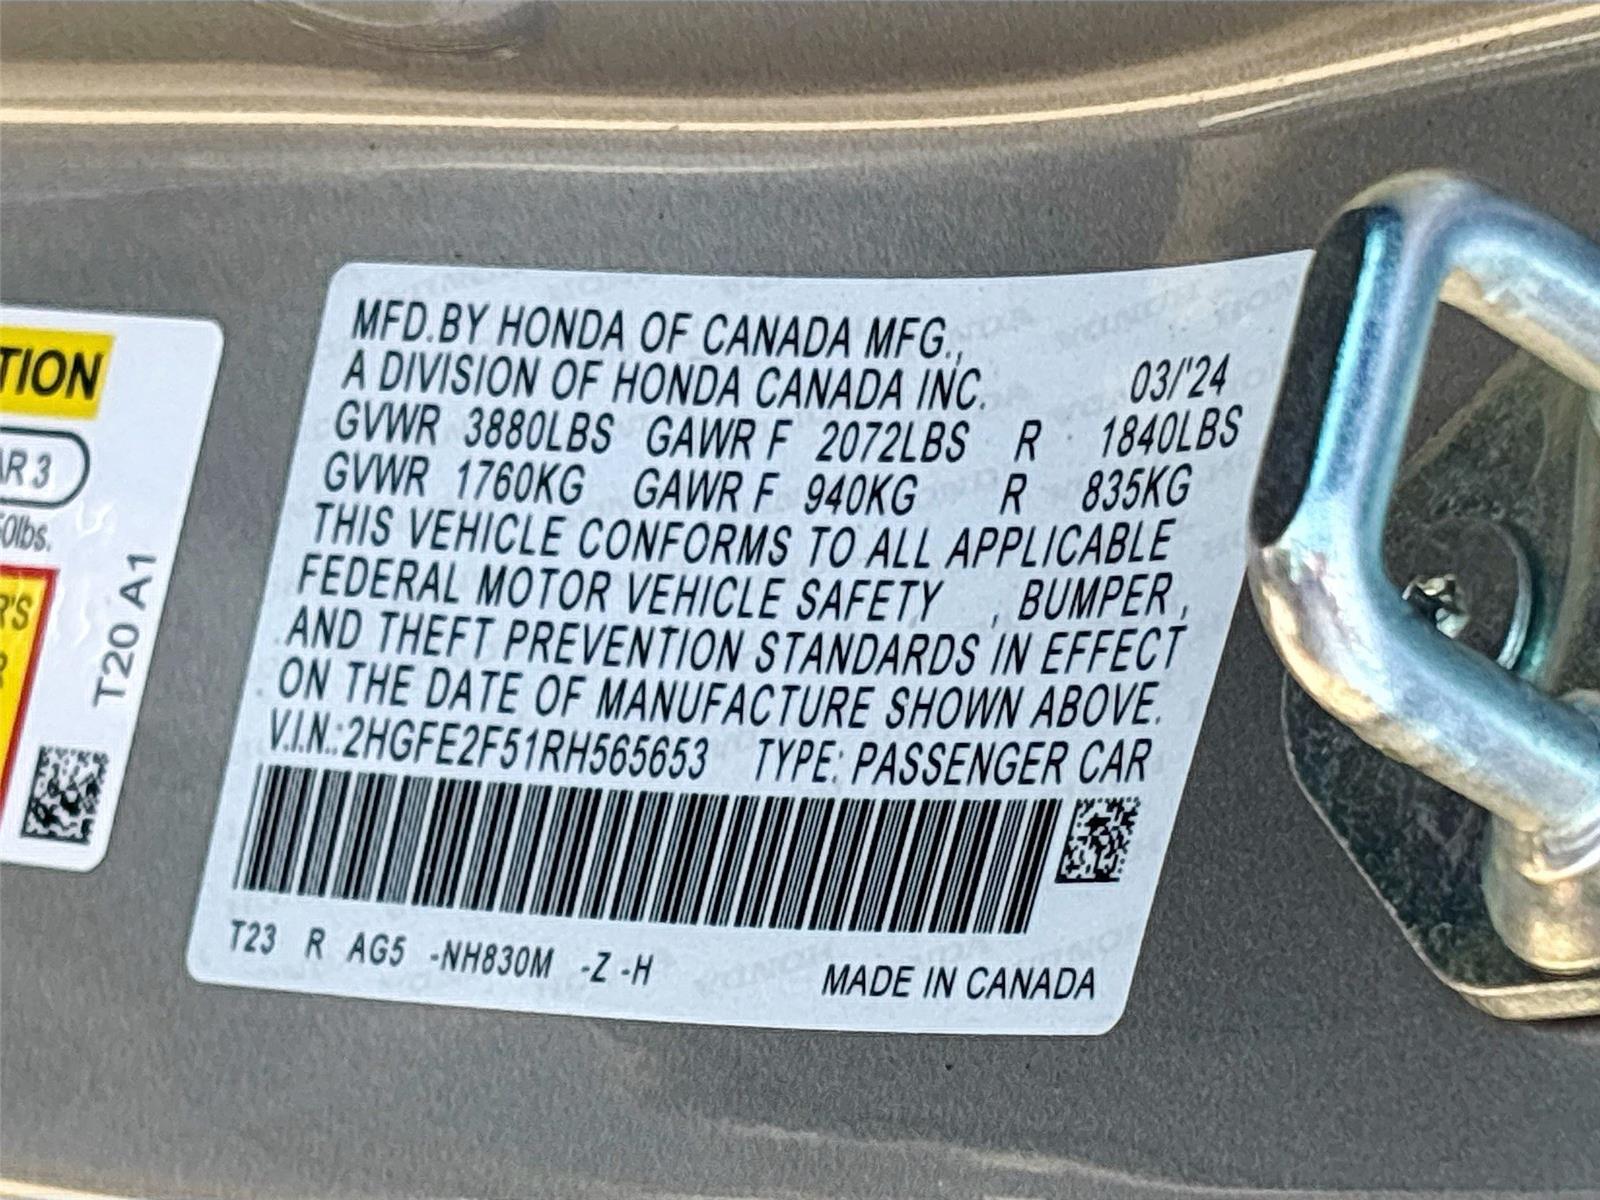 TION
AR 3
50lbs.
R'S
R
T20 A1
MFD.BY HONDA OF CANADA MFG.,
A DIVISION OF HONDA CANADA INC. 03/'24
GVWR 3880LBS GAWR F 2072LBS R 1840LBS
GVWR 1760KG GAWR F 940KG R 835KG
THIS VEHICLE CONFORMS TO ALL APPLICABLE
FEDERAL MOTOR VEHICLE SAFETY , BUMPER,
AND THEFT PREVENTION STANDARDS IN EFFECT
ON THE DATE OF MANUFACTURE SHOWN ABOVE.
V.I.N.:2HGFE2F51RH565653 TYPE: PASSENGER CAR
T23 R AG5 -NH830M -Z -H
MADE IN CANADA